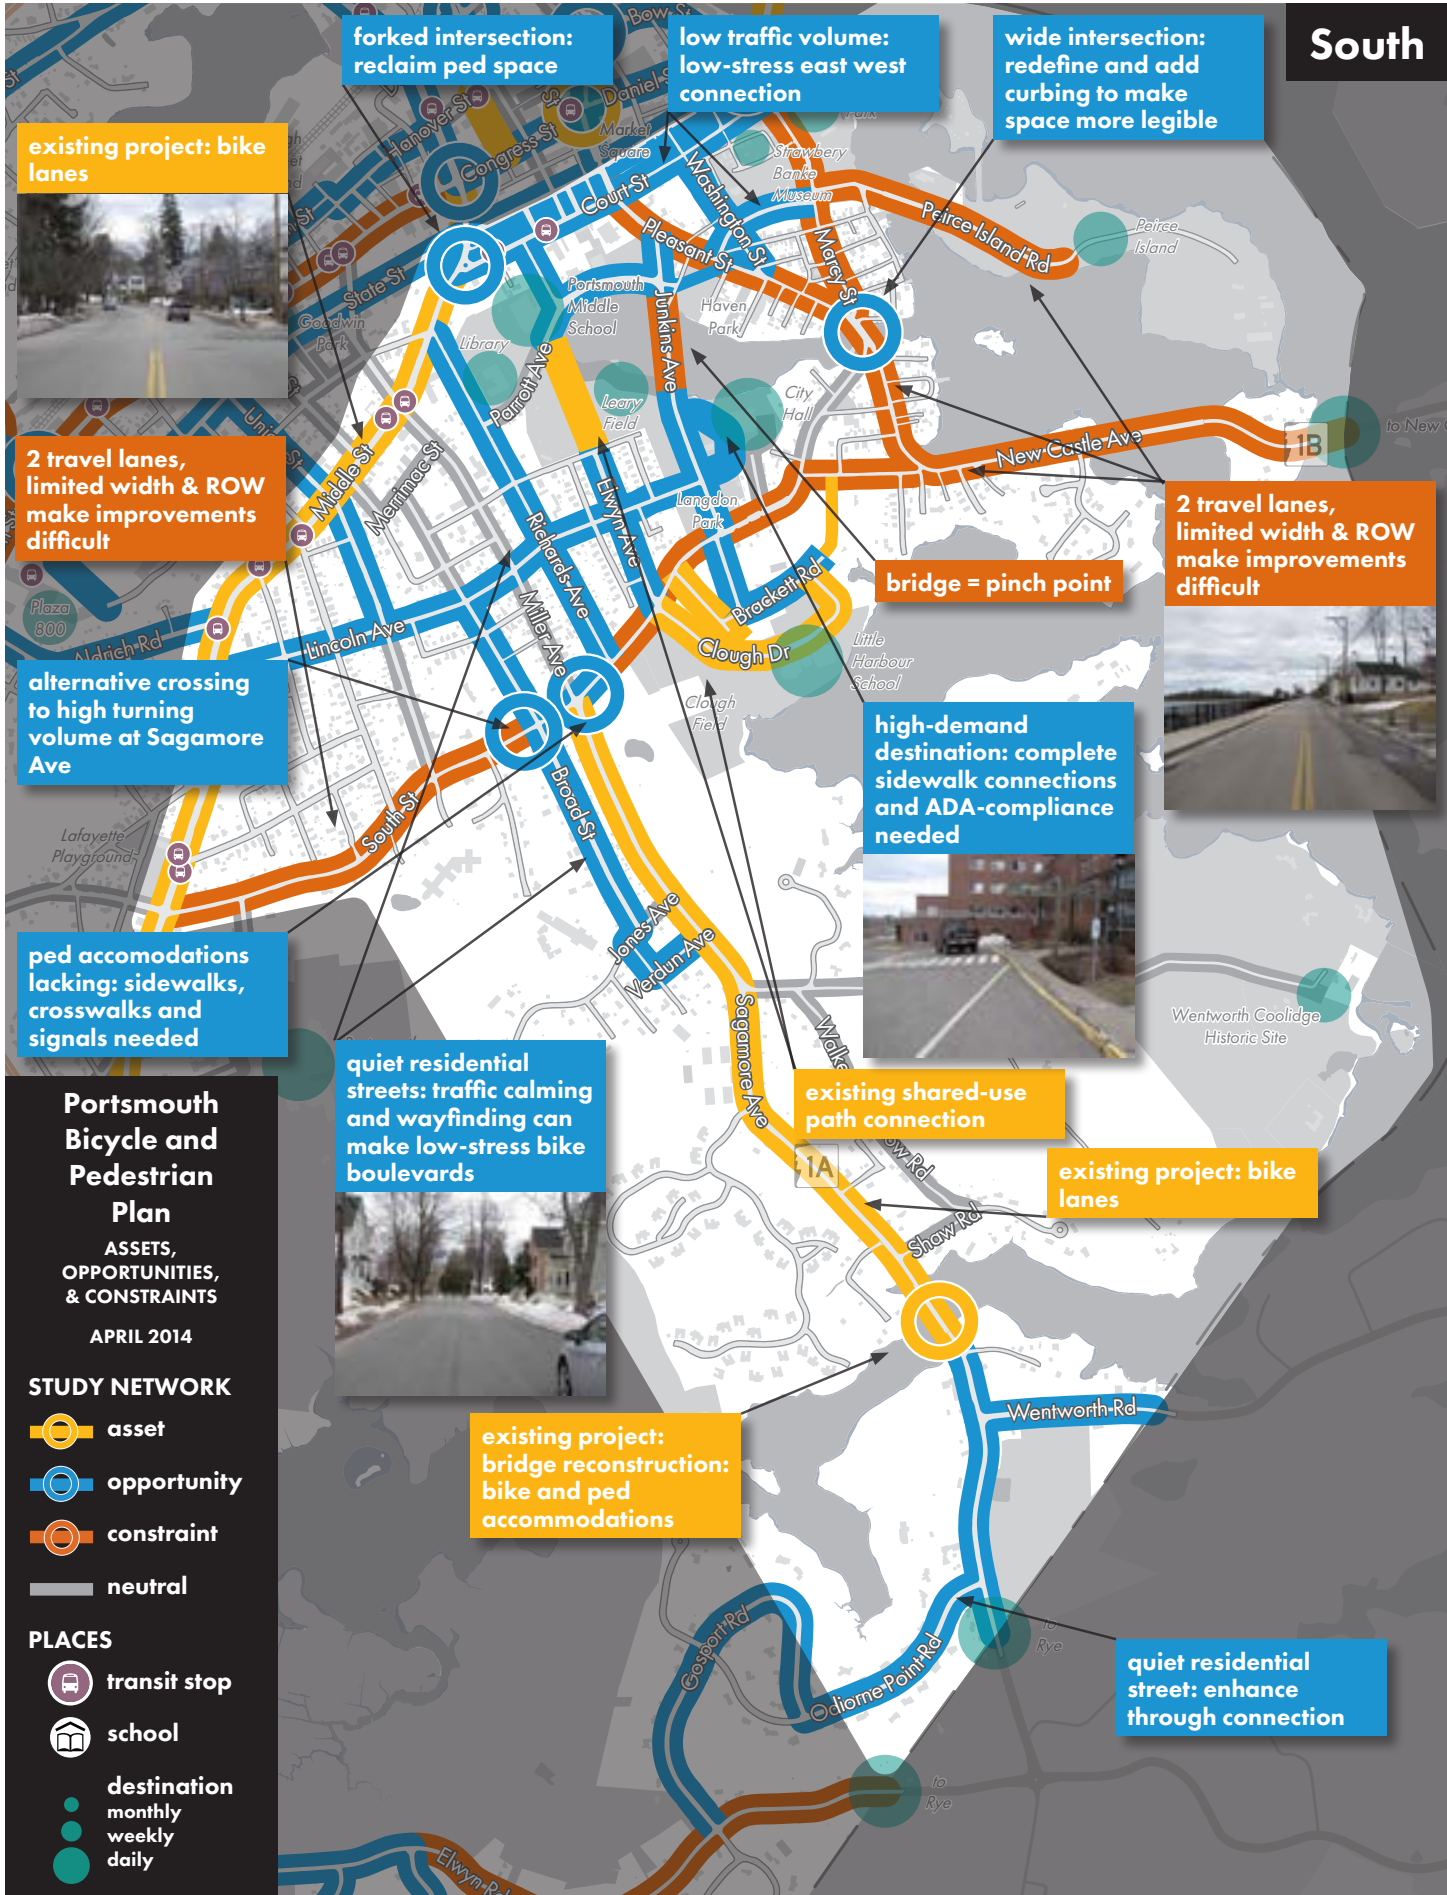 South
forked intersection:
reclaim ped space
low traffic volume:
low-stress east west
connection
wide intersection:
redefine and add
curbing to make
space more legible
existing project: bike
lanes
2 travel lanes,
limited width & ROW
make improvements
difficult
alternative crossing
to high turning
volume at Sagamore
Ave
ped accomodations
lacking: sidewalks,
crosswalks and
signals needed
quiet residential
streets: traffic calming
and wayfinding can
make low-stress bike
boulevards
existing project:
bridge reconstruction:
bike and ped
accommodations
2 travel lanes,
limited width & ROW
make improvements
difficult
bridge = pinch point
high-demand
destination: complete
sidewalk connections
and ADA-compliance
needed
existing shared-use
path connection
existing project: bike
lanes
quiet residential
street: enhance
through connection
Bow St
Daniel St
Hanover St
Congress St
Market
Square
Court St
State St
Washington St
Strawbery
Banke
Museum
Park
Pleasant St
Marcy St
Peirce Island Rd
Peirce
Island
Goodwin
Park
Library
Portsmouth
Middle
School
Junkins Ave
Haven
Park
Parrott Ave
Leary
Field
City
Hall
New Castle Ave
1B
Middle St
Merrimac St
Richards Ave
Elwyn Ave
Langdon
Park
Brackett Rd
Clough Dr
Little
Harbour
School
Clough
Field
Plaza
800
Aldrich Rd
Lincoln Ave
Miller Ave
South St
Lafayette
Playground
Broad St
Jones Ave
Verdun Ave
Sagamore Ave
1A
Shaw Rd
Wentworth Coolidge
Historic Site
Wentworth Rd
Gosport Rd
Odiorne Point Rd
to
Rye
to
Rye
Elwyn Rd
Portsmouth
Bicycle and
Pedestrian
Plan
ASSETS,
OPPORTUNITIES,
& CONSTRAINTS
APRIL 2014
STUDY NETWORK
asset
opportunity
constraint
neutral
PLACES
transit stop
school
destination
monthly
weekly
daily